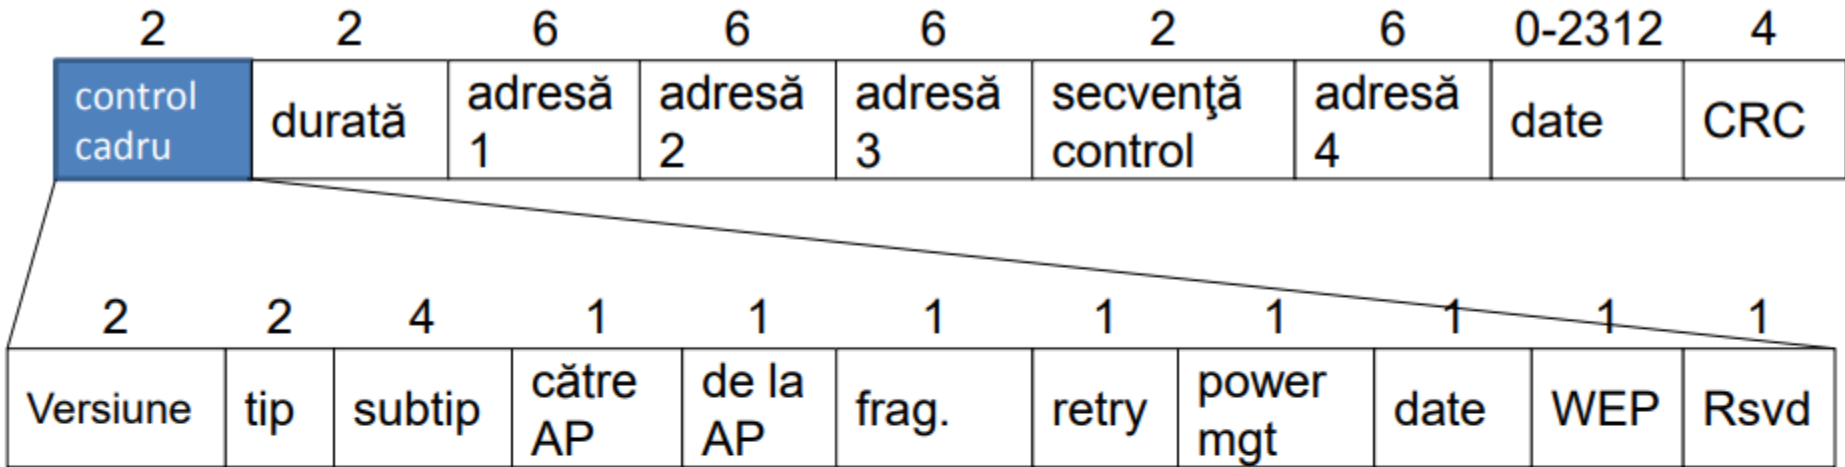 2 2 6 6 6 2 6 0-2312 4
control cadru durată adresă 1 adresă 2 adresă 3 secvenţă control adresă 4 date CRC
2 2 4 1 1 1 1 1 1 1 1
Versiune tip subtip către AP de la AP frag. retry power mgt date WEP Rsvd